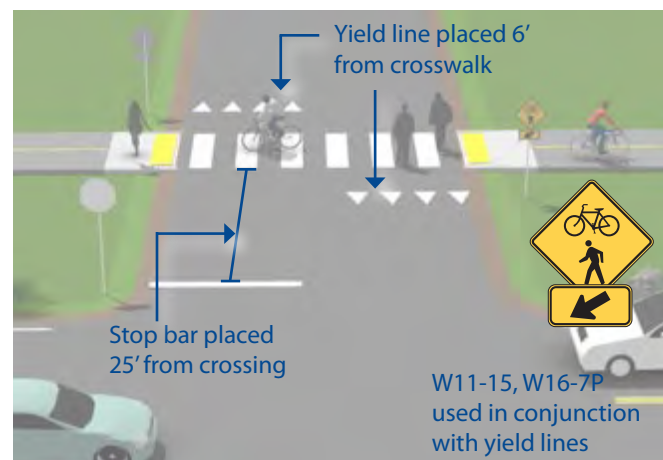 Yield line placed 6’
from crosswalk
Stop bar placed
25’ from crossing
W11-15, W16-7P
used in conjunction
with yield lines